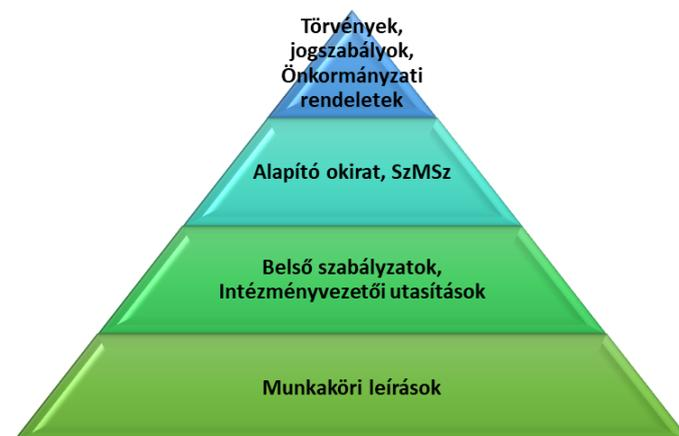 Törvények,
jogszabályok,
Önkormányzati
rendeletek
Alapító okirat, SzMSz
Belső szabályzatok,
Intézményvezetői utasítások
Munkaköri leírások